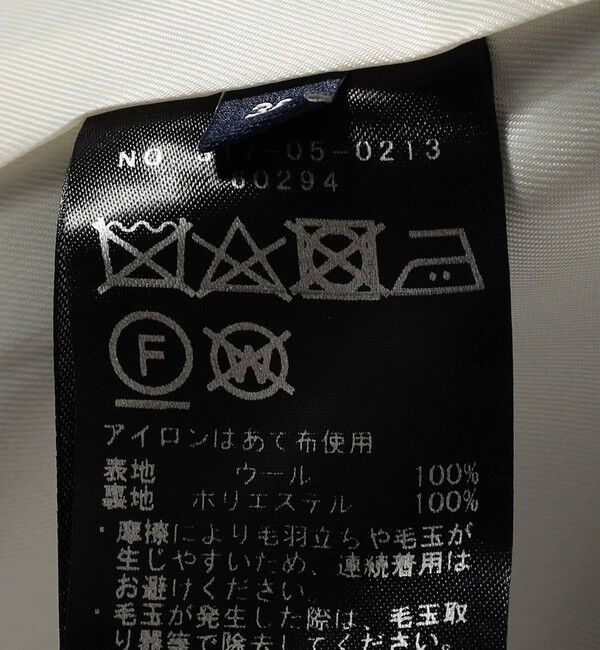 NO 317-05-0213
60294
F
W
アイロンはあて布使用
表地 ウール 100%
裏地 ポリエステル 100%
・摩擦によりも羽立ちや毛玉が
生じやすいため、連続着用は
お避けください。
・毛玉が発生した際は、毛玉取
り器等で除去してください。